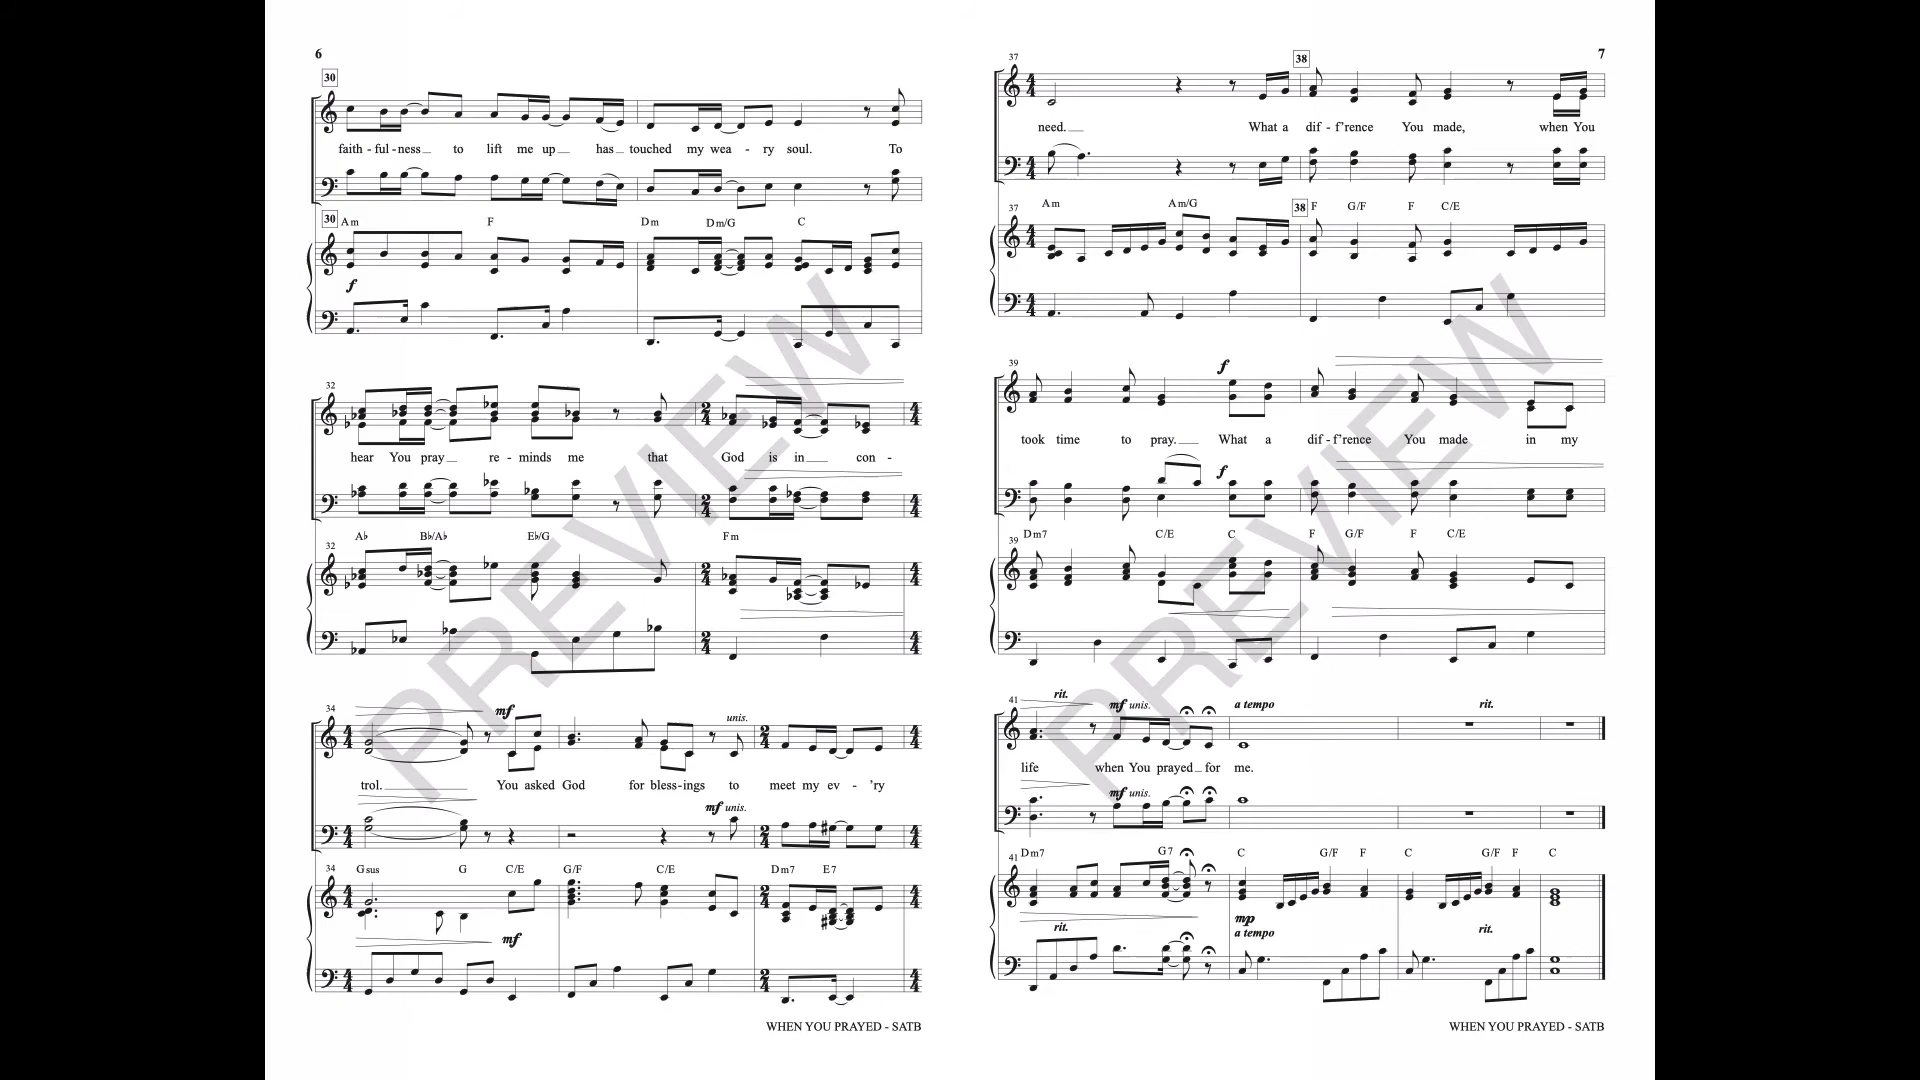 6
30
faith - ful - ness to lift me up has touched my wea - ry soul. To
30 Am F Dm Dm/G C
f
32
hear You pray re - minds me that God is in con -
A♭ B♭/A♭ E♭/G Fm
32
34 mf unis.
trol. You asked God for bless - ings to meet my ev - 'ry
mf unis.
34 Gsus G C/E G/F C/E Dm7 E7
mf
WHEN YOU PRAYED - SATB
37 38 7
need. What a dif - f'rence You made, when You
37 Am Am/G 38 F G/F F C/E
39 f
took time to pray. What a dif - f'rence You made in my
f
39 Dm7 C/E C F G/F F C/E
41 rit. mf unis. a tempo rit.
life when You prayed for me.
mf unis.
41 Dm7 G7 C G/F F C G/F F C
mp
rit. a tempo rit.
WHEN YOU PRAYED - SATB
PREVIEW
PREVIEW